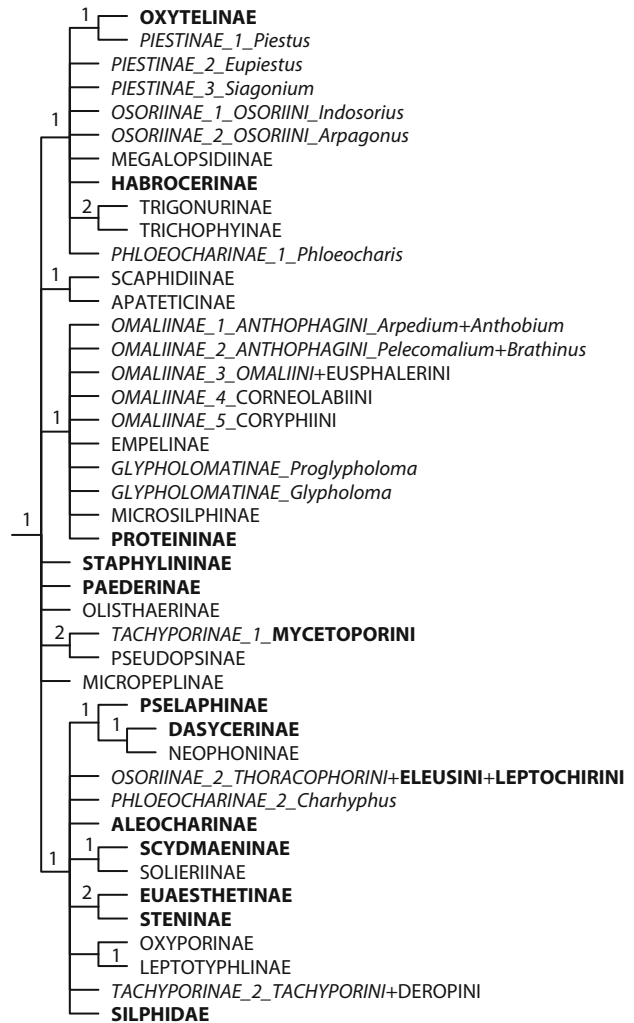 1 OXYTELINAE
PIESTINAE_1_Piestus
PIESTINAE_2_Eupiestus
PIESTINAE_3_Siagonium
OSORIINAE_1_OSORIINI_Indosorius
1
OSORIINAE_2_OSORIINI_Arpagonus
MEGALOPSIDIINAE
HABROCERINAE
2 TRIGONURINAE
TRICHOPHYINAE
PHLOEOCHARINAE_1_Phloeocharis
1 SCAPHIDIINAE
APATETICINAE
OMALIINAE_1_ANTHOPHAGINI_Arpedium+Anthobium
OMALIINAE_2_ANTHOPHAGINI_Pelecomalium+Brathinus
OMALIINAE_3_OMALIINI+EUSPHALERINI
OMALIINAE_4_CORNEOLABIINI
1 OMALIINAE_5_CORYPHIINI
EMPELINAE
GLYPHOLOMATINAE_Proglypholoma
GLYPHOLOMATINAE_Glypholoma
MICROSILPHINAE
1
PROTEININAE
STAPHYLININAE
PAEDERINAE
OLISTHAERINAE
2 TACHYPORINAE_1_MYCETOPORINI
PSEUDOPSINAE
MICROPEPLINAE
1 PSELAPHINAE
1 DASYCERINAE
NEOPHONINAE
OSORIINAE_2_THORACOPHORINI+ELEUSINI+LEPTOCHIRINI
PHLOEOCHARINAE_2_Charhyphus
ALEOCHARINAE
1 SCYDMAENINAE
1 SOLIERIINAE
2 EUAESTHETINAE
STENINAE
OXYPORINAE
1 LEPTOTYPHLINAE
TACHYPORINAE_2_TACHYPORINI+DEROPINI
SILPHIDAE